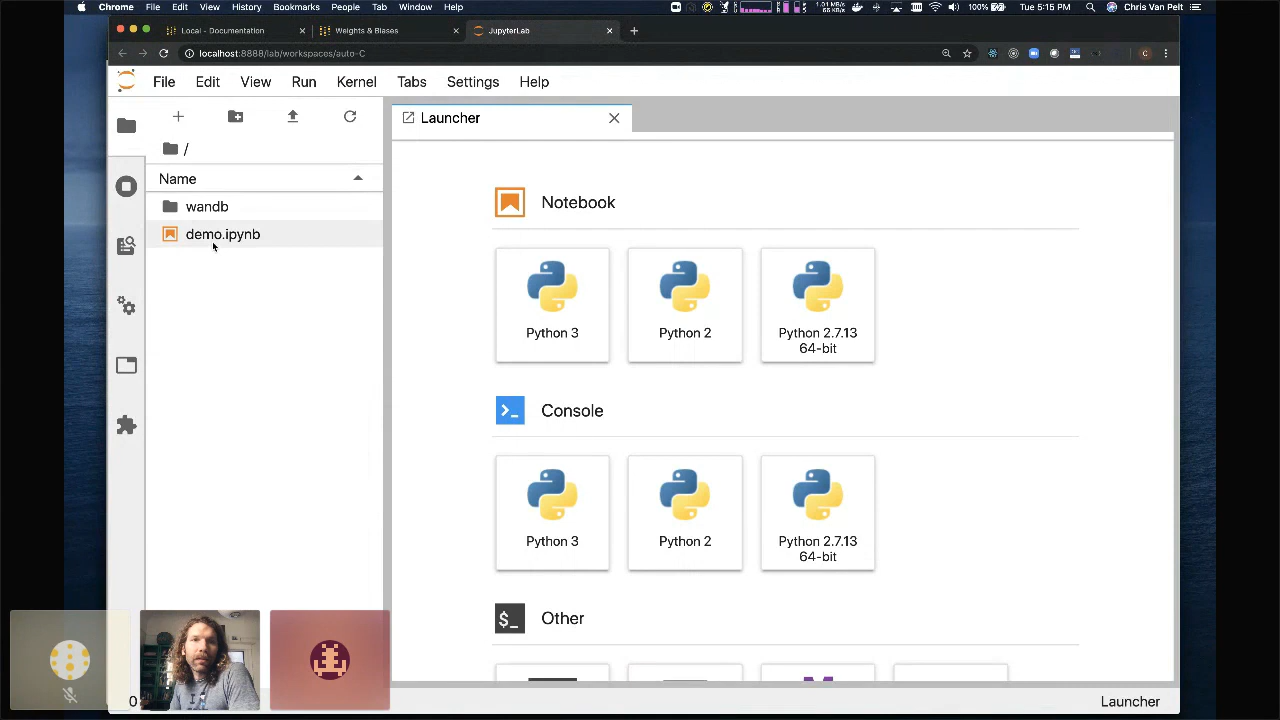 Chrome File Edit View History Bookmarks People Tab Window Help 100% Tue 5:15 PM Chris Van Pelt
Local - Documentation Weights & Biases JupyterLab
localhost:8888/lab/workspaces/auto-C
File Edit View Run Kernel Tabs Settings Help
Launcher
/
Name
wandb
demo.ipynb
Notebook
Python 3 Python 2 Python 2.7.13
64-bit
Console
Python 3 Python 2 Python 2.7.13
64-bit
$_ Other
0
Launcher